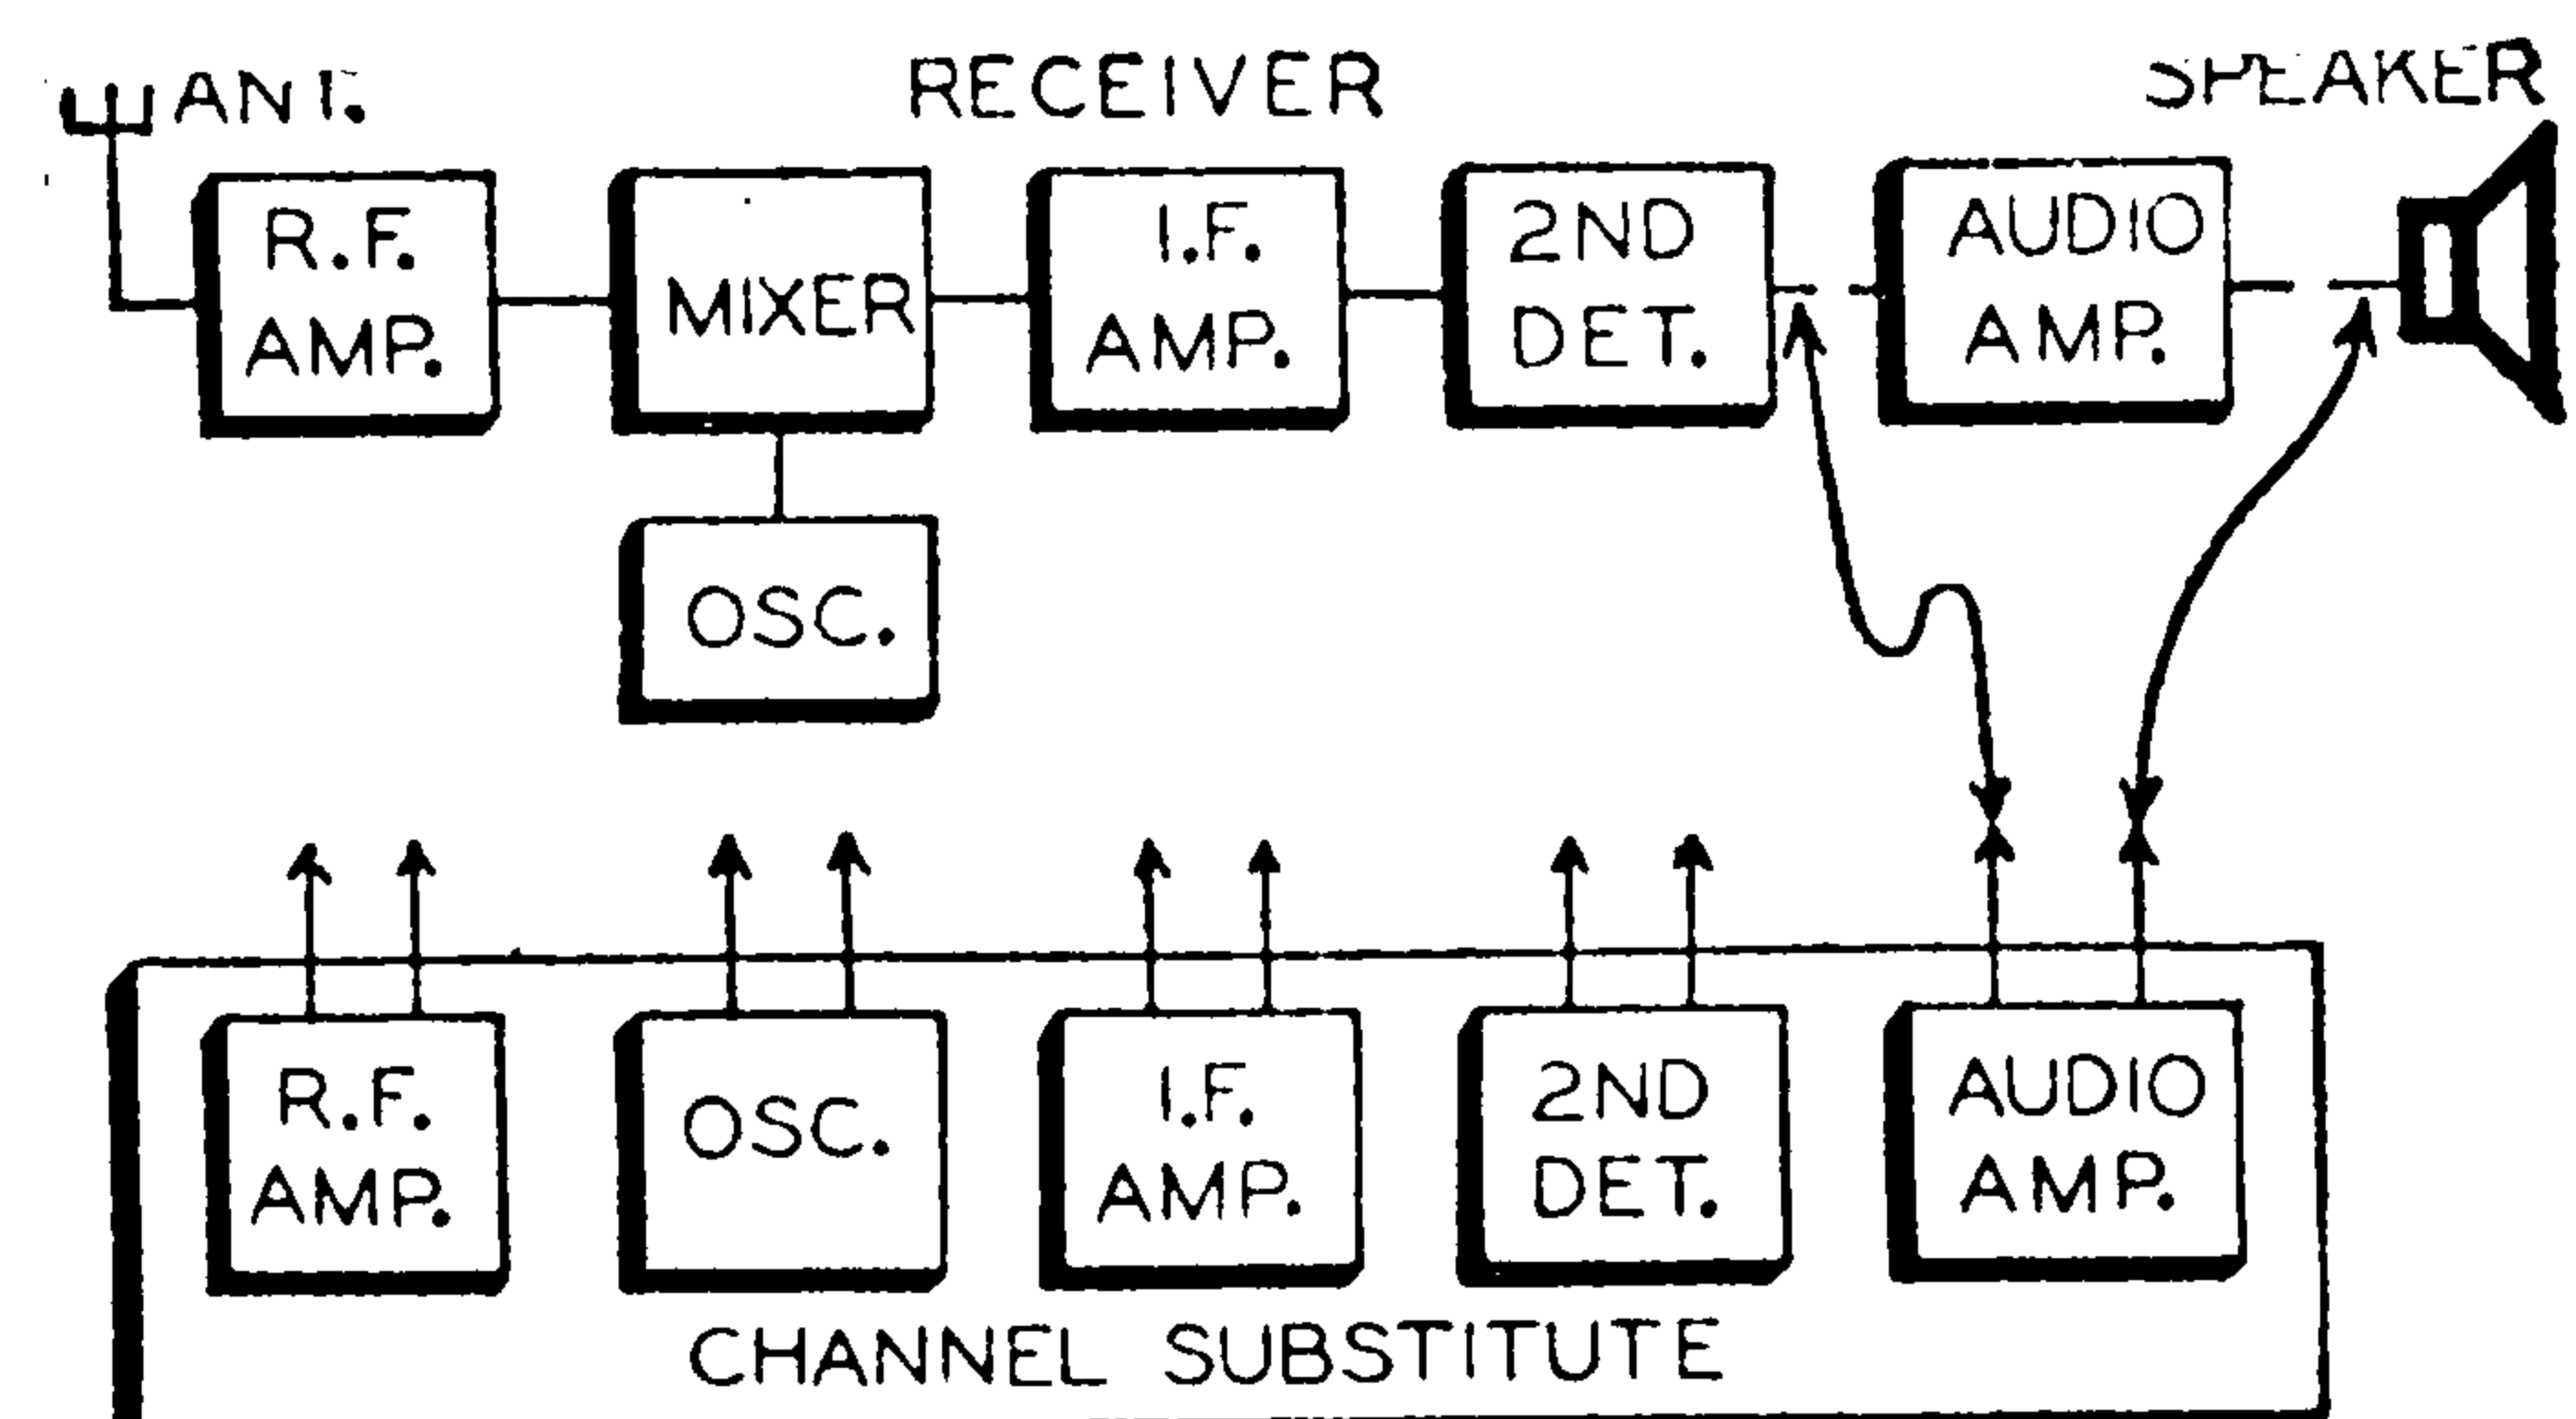 ANT.
RECEIVER
SPEAKER
R.F.
AMP.
MIXER
I.F.
AMP.
2ND
DET.
AUDIO
AMP.
OSC.
R.F.
AMP.
OSC.
I.F.
AMP.
2ND
DET.
AUDIO
AMP.
CHANNEL SUBSTITUTE